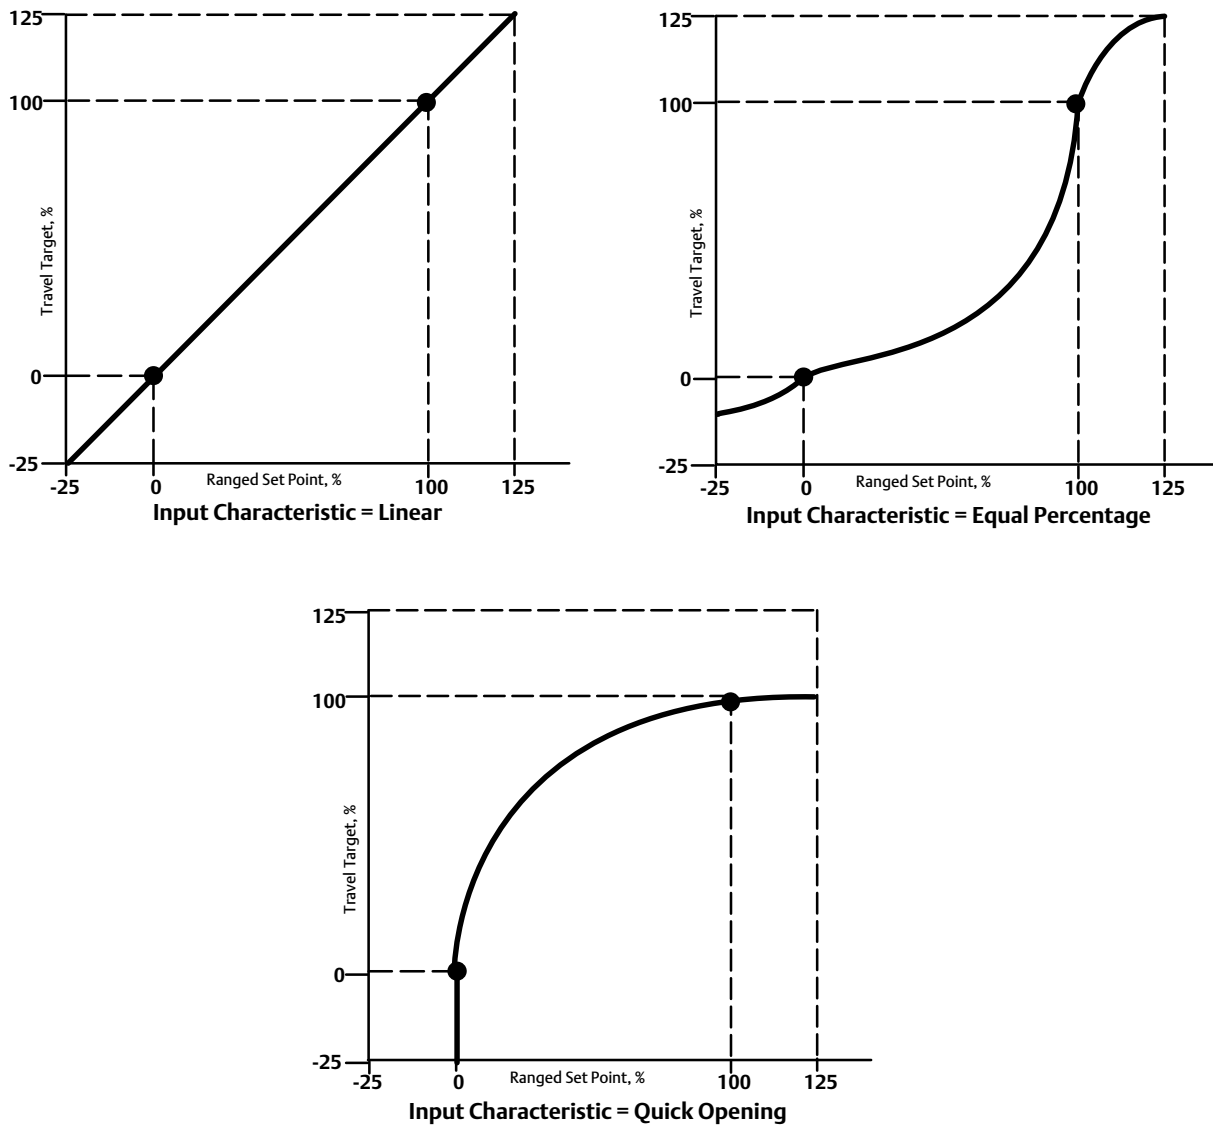 125
100
Travel Target, %
0
-25
-25
0
Ranged Set Point, %
100
125
Input Characteristic = Linear
125
100
Travel Target, %
0
-25
-25
0
Ranged Set Point, %
100
125
Input Characteristic = Equal Percentage
125
100
Travel Target, %
0
-25
-25
0
Ranged Set Point, %
100
125
Input Characteristic = Quick Opening